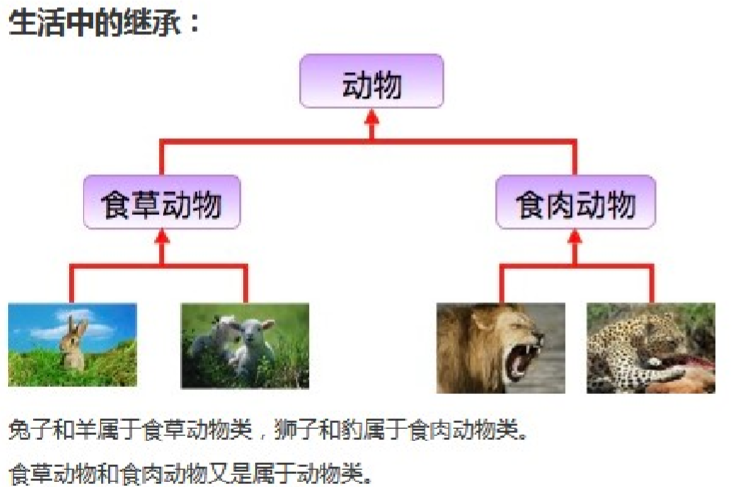 生活中的继承：
动物
食草动物
食肉动物
兔子和羊属于食草动物类，狮子和豹属于食肉动物类。
食草动物和食肉动物又是属于动物类。